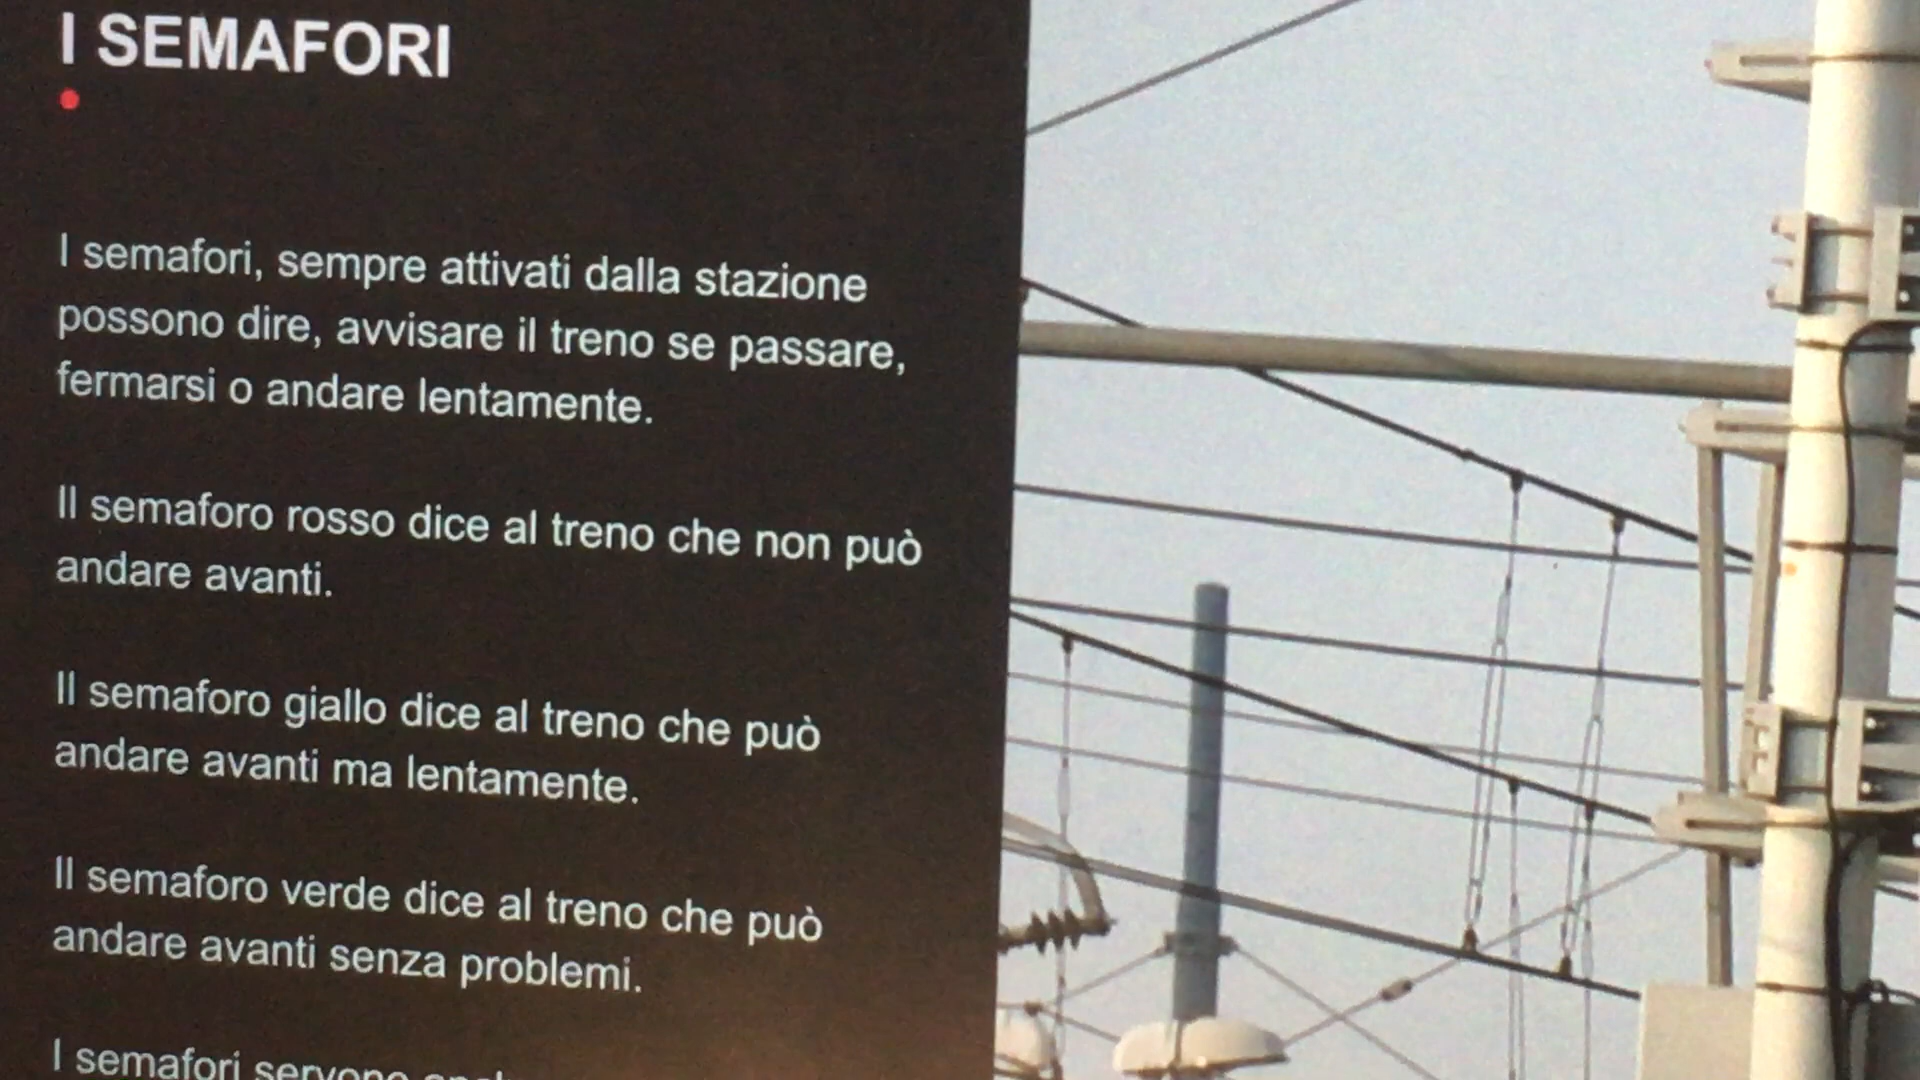 I SEMAFORI
I semafori, sempre attivati dalla stazione
possono dire, avvisare il treno se passare,
fermarsi o andare lentamente.
Il semaforo rosso dice al treno che non può
andare avanti.
Il semaforo giallo dice al treno che può
andare avanti ma lentamente.
Il semaforo verde dice al treno che può
andare avanti senza problemi.
I semafori servono